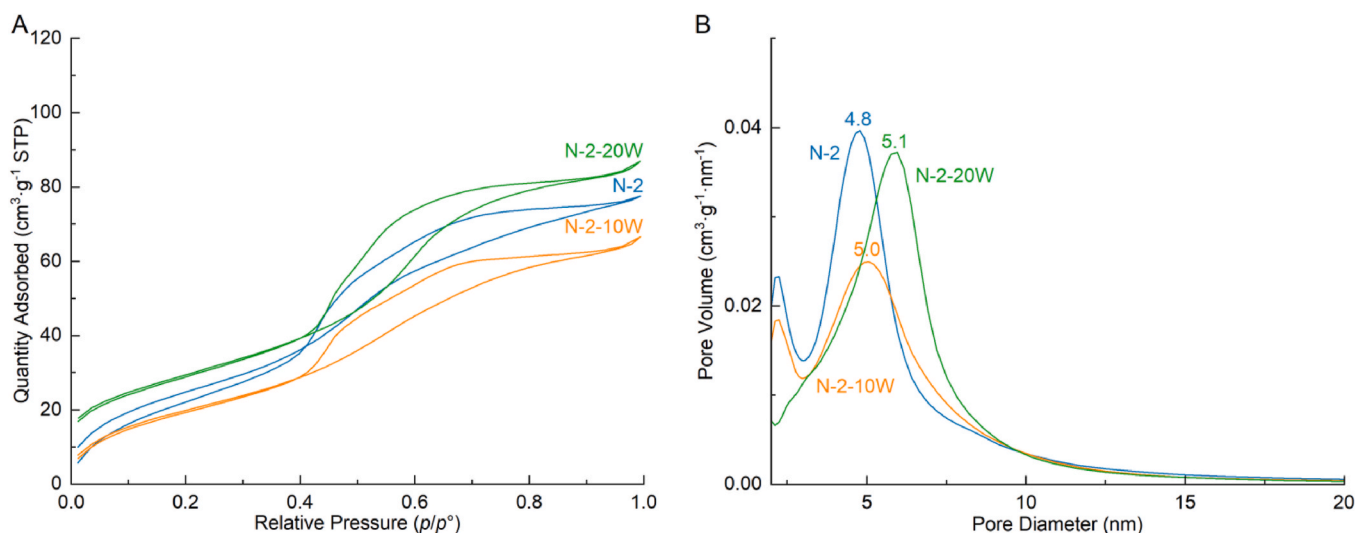 A
Quantity Adsorbed (cm³·g⁻¹ STP)
120
100
80
60
40
20
0
N-2-20W
N-2
N-2-10W
0.0 0.2 0.4 0.6 0.8 1.0
Relative Pressure (p/p°)
B
Pore Volume (cm³·g⁻¹·nm⁻¹)
0.04
0.02
0.00
4.8
N-2
5.1
N-2-20W
5.0
N-2-10W
5 10 15 20
Pore Diameter (nm)